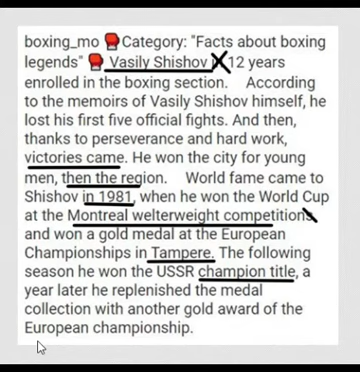 boxing_mo 🥊Category: "Facts about boxing
legends" 🥊 Vasily Shishov 12 years
enrolled in the boxing section. According
to the memoirs of Vasily Shishov himself, he
lost his first five official fights. And then,
thanks to perseverance and hard work,
victories came. He won the city for young
men, then the region. World fame came to
Shishov in 1981, when he won the World Cup
at the Montreal welterweight competitions
and won a gold medal at the European
Championships in Tampere. The following
season he won the USSR champion title, a
year later he replenished the medal
collection with another gold award of the
European championship.